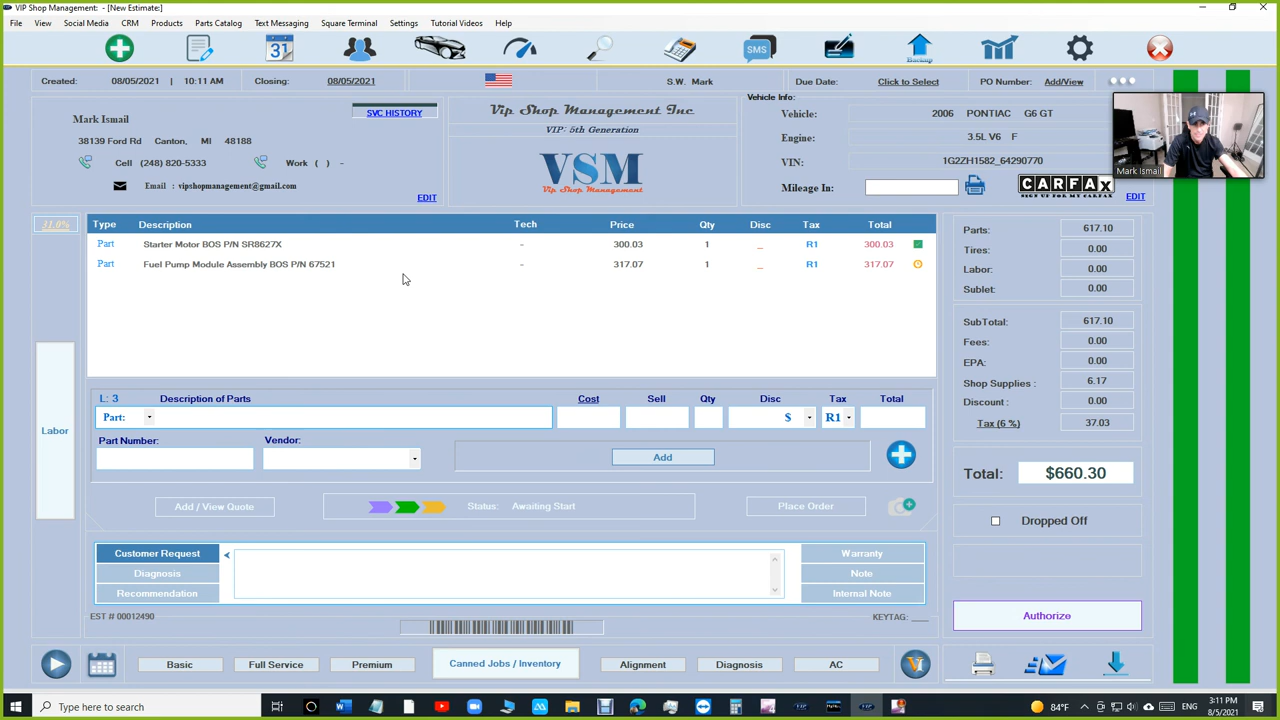 VIP Shop Management: - [New Estimate:]
File View Social Media CRM Products Parts Catalog Text Messaging Square Terminal Settings Tutorial Videos Help
31 SMS Backup
Created: 08/05/2021 | 10:11 AM Closing: 08/05/2021 S.W. Mark Due Date: Click to Select PO Number: Add/View
Mark Ismail
SVC HISTORY
38139 Ford Rd Canton, MI 48188
Cell (248) 820-5333 Work ( ) -
Email : vipshopmanagement@gmail.com
EDIT
Vip Shop Management Inc
VIP: 5th Generation
VSM
Vip Shop Management
Vehicle Info:
Vehicle: 2006 PONTIAC G6 GT
Engine: 3.5L V6 F
VIN: 1G2ZH1582_64290770
Mileage In:
CARFAX
SIGN UP FOR MY CARFAX
EDIT
Mark Ismail
31.0%
Type Description Tech Price Qty Disc Tax Total
Part Starter Motor BOS P/N SR8627X - 300.03 1 _ R1 300.03
Part Fuel Pump Module Assembly BOS P/N 67521 - 317.07 1 _ R1 317.07
Labor
L: 3 Description of Parts Cost Sell Qty Disc Tax Total
Part: $ R1
Part Number: Vendor:
Add
Add / View Quote Status: Awaiting Start Place Order
Customer Request
Diagnosis
Recommendation
<
Warranty
Note
Internal Note
EST # 00012490 KEYTAG: ____
Parts: 617.10
Tires: 0.00
Labor: 0.00
Sublet: 0.00
SubTotal: 617.10
Fees: 0.00
EPA: 0.00
Shop Supplies : 6.17
Discount : 0.00
Tax (6 %) 37.03
Total: $660.30
Dropped Off
Authorize
Basic Full Service Premium Canned Jobs / Inventory Alignment Diagnosis AC
Type here to search
84°F
3:11 PM
8/5/2021